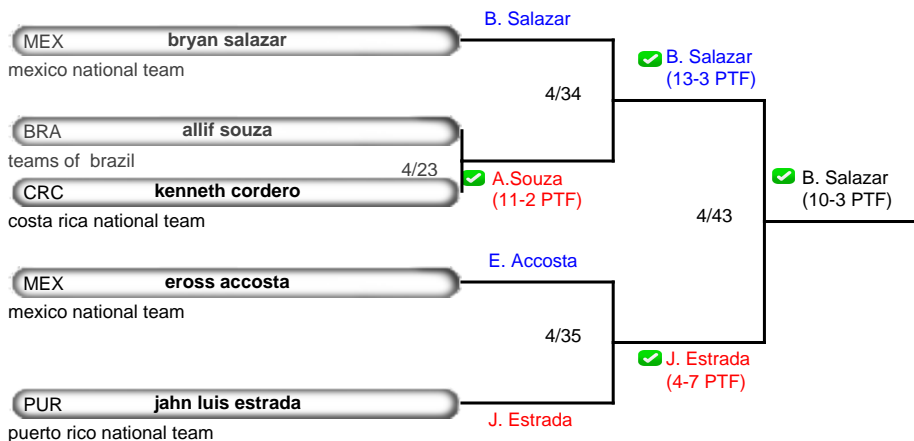 B. Salazar
MEX bryan salazar
mexico national team
B. Salazar
(13-3 PTF)
4/34
BRA allif souza
teams of brazil
4/23
CRC kenneth cordero
costa rica national team
A.Souza
(11-2 PTF)
B. Salazar
(10-3 PTF)
4/43
E. Accosta
MEX eross accosta
mexico national team
4/35
J. Estrada
(4-7 PTF)
PUR jahn luis estrada
puerto rico national team
J. Estrada